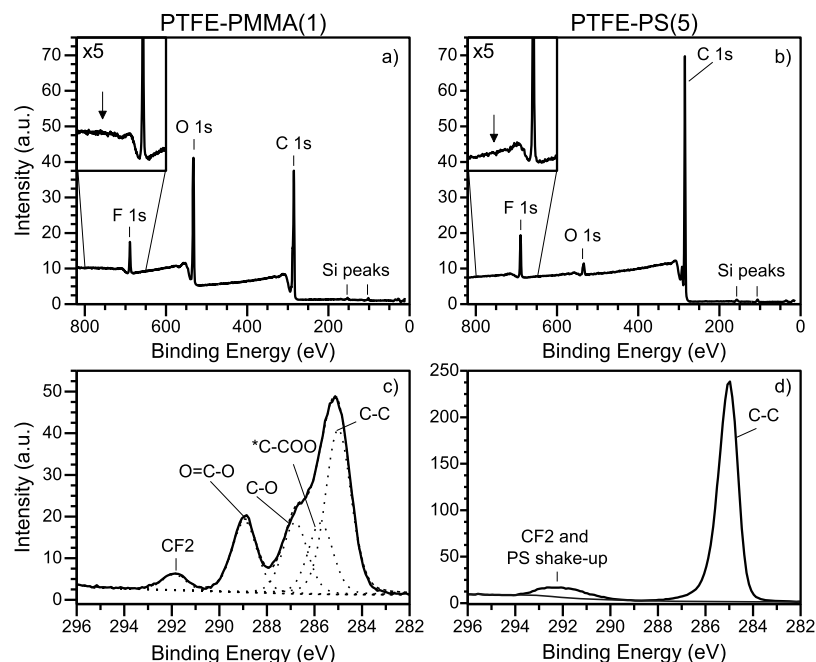 PTFE-PMMA(1)
PTFE-PS(5)
x5
a)
70
60
50
40
30
20
10
0
Intensity (a.u.)
O 1s
C 1s
F 1s
Si peaks
800 600 400 200 0
Binding Energy (eV)
x5
b)
C 1s
70
60
50
40
30
20
10
0
F 1s
O 1s
Si peaks
800 600 400 200 0
Binding Energy (eV)
c)
50
40
30
20
10
0
Intensity (a.u.)
C-C
*C-COO
O=C-O
C-O
CF2
296 294 292 290 288 286 284 282
Binding Energy (eV)
d)
250
200
150
100
50
0
C-C
CF2 and
PS shake-up
296 294 292 290 288 286 284 282
Binding Energy (eV)